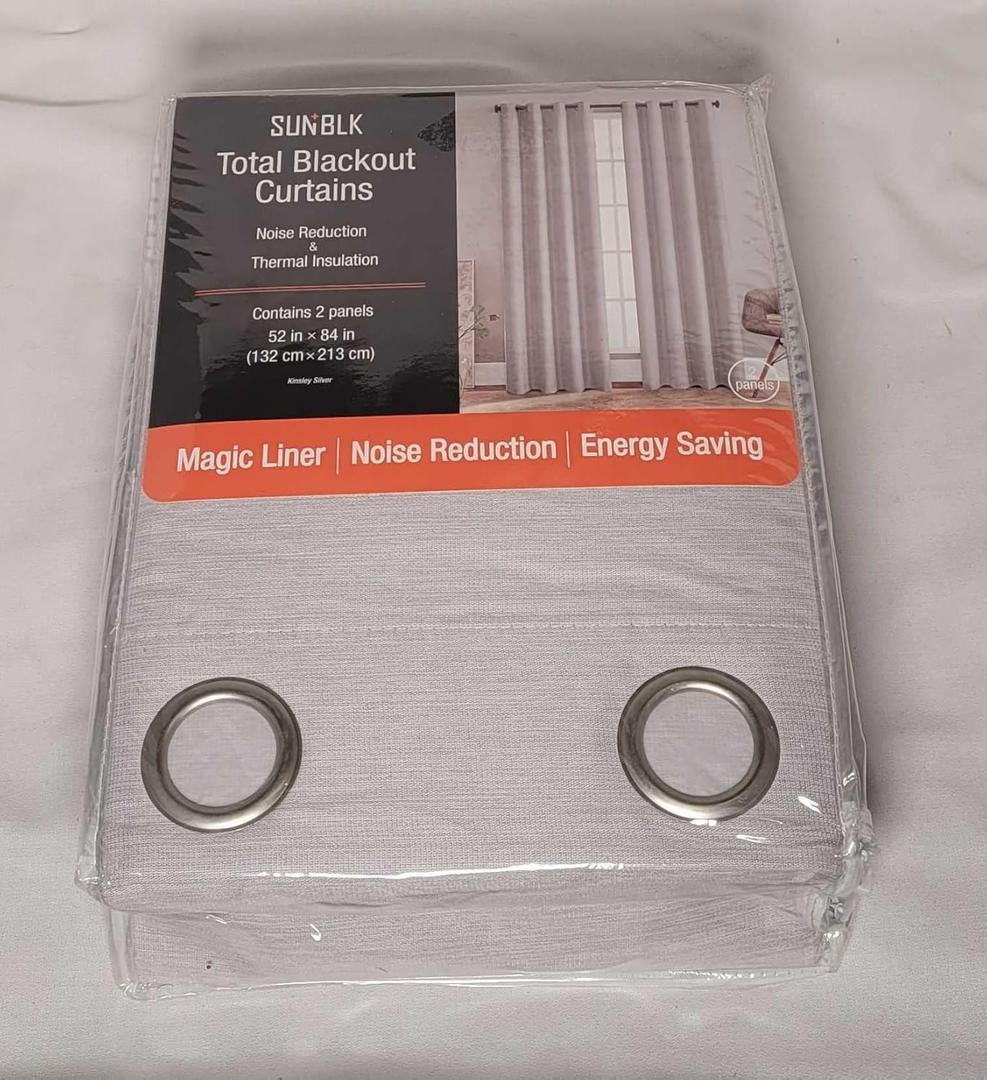 SUNBLK
Total Blackout
Curtains
Noise Reduction
&
Thermal Insulation
Contains 2 panels
52 in × 84 in
(132 cm × 213 cm)
Kinsley Silver
2
panels
Magic Liner | Noise Reduction | Energy Saving